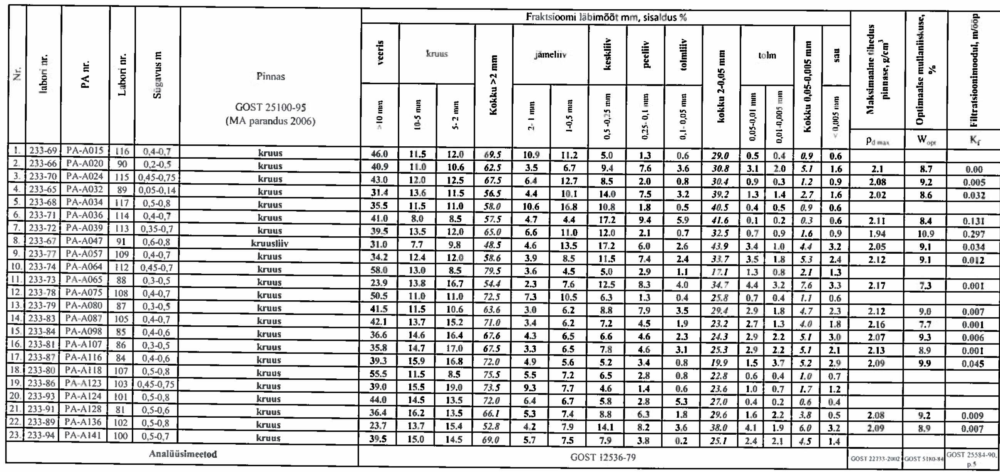 Nr. labori nr. PA nr. Labori nr. Sügavus m Pinnas GOST 25100-95 (MA parandus 2006) Fraktsioomi läbimõõt mm, sisaldus % Maksimaalne tihedus pinnase, g/cm³ Optimaalse mullaniiskuse, % Filtratsioonimoodul, m/ööp
veeris kruus Kokku >2 mm jämeliiv keskliiv peeliiv tolmliiv kokku 2-0,05 mm tolm Kokku 0,05-0,005 mm sau
>10 mm 10-5 mm 5- 2 mm 2- 1 mm 1-0,5 mm 0,5 -0,25 mm 0,25- 0,1 mm 0,1- 0,05 mm 0,05-0,01 mm 0,01-0,005 mm < 0,005 mm
ρd max Wopt Kf
1. 233-69 PA-A015 116 0,4-0,7 kruus 46.0 11.5 12.0 69.5 10.9 11.2 5.0 1.3 0.6 29.0 0.5 0.4 0.9 0.6
2. 233-66 PA-A020 90 0,2-0,5 kruus 40.9 11.0 10.6 62.5 3.5 6.7 9.4 7.6 3.6 30.8 3.1 2.0 5.1 1.6 2.1 8.7 0.00
3. 233-70 PA-A024 115 0,45-0,75 kruus 43.0 12.0 12.5 67.5 6.4 12.7 8.5 2.0 0.8 30.4 0.9 0.3 1.2 0.9 2.08 9.2 0.005
4. 233-65 PA-A032 89 0,05-0,14 kruus 31.4 13.6 11.5 56.5 4.4 10.1 14.0 7.5 3.2 39.2 1.3 1.4 2.7 1.6 2.02 8.6 0.032
5. 233-68 PA-A034 117 0,5-0,8 kruus 35.5 11.5 11.0 58.0 10.6 16.8 10.8 1.8 0.5 40.5 0.4 0.5 0.9 0.6
6. 233-71 PA-A036 114 0,4-0,7 kruus 41.0 8.0 8.5 57.5 4.7 4.4 17.2 9.4 5.9 41.6 0.1 0.2 0.3 0.6 2.11 8.4 0.131
7. 233-72 PA-A039 113 0,35-0,7 kruus 39.5 13.5 12.0 65.0 6.6 11.0 12.0 2.1 0.7 32.5 0.7 0.9 1.6 0.9 1.94 10.9 0.297
8. 233-67 PA-A047 91 0,6-0,8 kruusliiv 31.0 7.7 9.8 48.5 4.6 13.5 17.2 6.0 2.6 43.9 3.4 1.0 4.4 3.2 2.05 9.1 0.034
9. 233-77 PA-A057 109 0,4-0,7 kruus 34.2 12.4 12.0 58.6 3.9 8.5 11.5 7.4 2.4 33.7 3.5 1.8 5.3 2.4 2.12 9.1 0.012
10. 233-74 PA-A064 112 0,45-0,7 kruus 58.0 13.0 8.5 79.5 3.6 4.5 5.0 2.9 1.1 17.1 1.3 0.8 2.1 1.3
11. 233-73 PA-A065 88 0,3-0,5 kruus 23.9 13.8 16.7 54.4 2.3 7.6 12.5 8.3 4.0 34.7 4.4 3.2 7.6 3.3 2.17 7.3 0.001
12. 233-78 PA-A075 108 0,4-0,7 kruus 50.5 11.0 11.0 72.5 7.3 10.5 6.3 1.3 0.4 25.8 0.7 0.4 1.1 0.6
13. 233-79 PA-A080 87 0,3-0,5 kruus 41.5 11.5 10.6 63.6 3.0 6.2 8.8 7.9 3.5 29.4 2.9 1.8 4.7 2.3 2.12 9.0 0.007
14. 233-83 PA-A087 105 0,4-0,7 kruus 42.1 13.7 15.2 71.0 3.4 6.2 7.2 4.5 1.9 23.2 2.7 1.3 4.0 1.8 2.16 7.7 0.001
15. 233-84 PA-A098 85 0,4-0,6 kruus 36.6 14.6 16.4 67.6 4.3 6.5 6.6 4.6 2.3 24.3 2.9 2.2 5.1 3.0 2.07 9.3 0.006
16. 233-81 PA-A107 86 0,3-0,5 kruus 35.8 14.7 17.0 67.5 3.3 6.5 7.8 4.6 3.1 25.3 2.9 2.2 5.1 2.1 2.13 8.9 0.001
17. 233-87 PA-A116 84 0,4-0,6 kruus 39.3 15.9 16.8 72.0 4.9 5.6 5.2 3.4 0.8 19.9 1.5 3.7 5.2 2.9 2.09 9.9 0.045
18. 233-80 PA-A118 107 0,5-0,8 kruus 55.5 11.5 8.5 75.5 5.5 7.2 6.5 2.8 0.8 22.8 0.6 0.4 1.0 0.7
19. 233-86 PA-A123 103 0,45-0,75 kruus 39.0 15.5 19.0 73.5 9.3 7.7 4.6 1.4 0.6 23.6 1.0 0.7 1.7 1.2
20. 233-93 PA-A124 101 0,5-0,8 kruus 44.0 14.5 13.5 72.0 6.4 6.7 5.8 2.8 5.3 27.0 0.4 0.2 0.6 0.4
21. 233-91 PA-A128 81 0,5-0,6 kruus 36.4 16.2 13.5 66.1 5.3 7.4 8.8 6.3 1.8 29.6 1.6 2.2 3.8 0.5 2.08 9.2 0.009
22. 233-89 PA-A136 102 0,5-0,8 kruus 23.7 13.7 15.4 52.8 4.2 7.9 14.1 8.2 3.6 38.0 4.1 1.9 6.0 3.2 2.09 8.9 0.007
23. 233-94 PA-A141 100 0,5-0,7 kruus 39.5 15.0 14.5 69.0 5.7 7.5 7.9 3.8 0.2 25.1 2.4 2.1 4.5 1.4
Analüüsimeetod GOST 12536-79 GOST 22733-2002 GOST 5180-84 GOST 25584-90, p.5